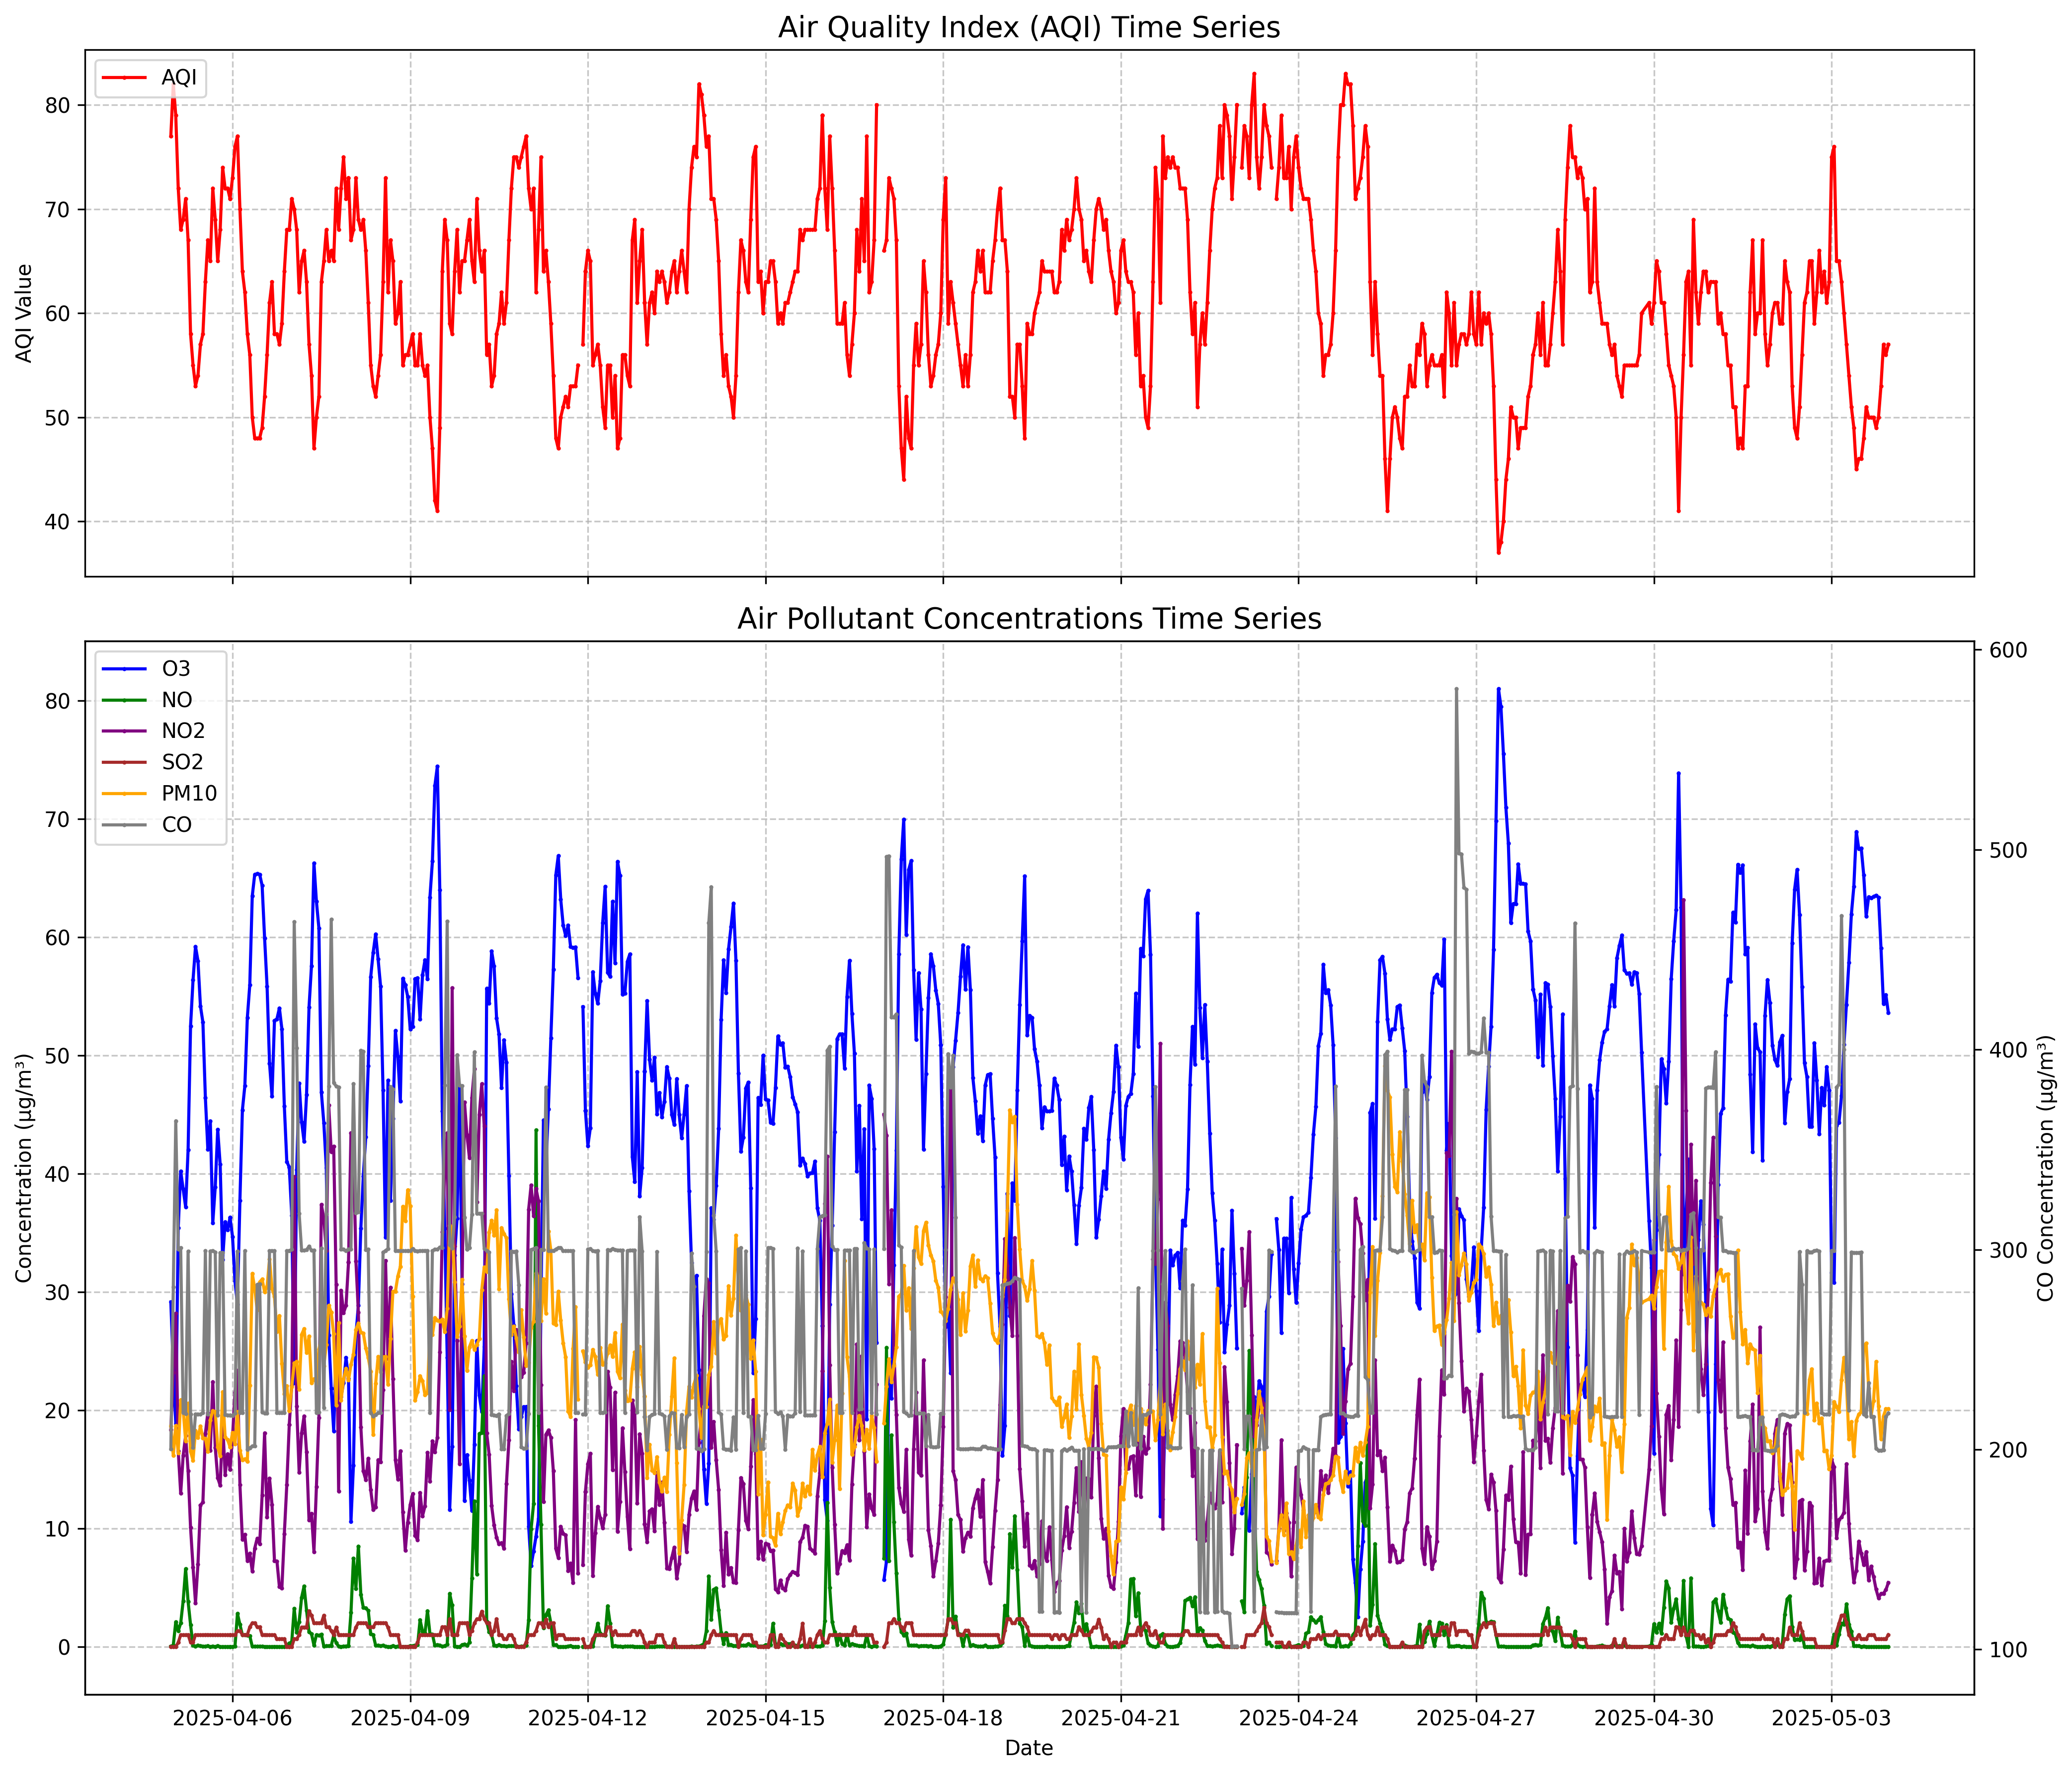 Air Quality Index (AQI) Time Series
AQI
80
70
60
50
40
AQI Value
Air Pollutant Concentrations Time Series
O3
NO
NO2
SO2
PM10
CO
80
70
60
50
40
30
20
10
0
Concentration (μg/m³)
600
500
400
300
200
100
CO Concentration (μg/m³)
2025-04-06 2025-04-09 2025-04-12 2025-04-15 2025-04-18 2025-04-21 2025-04-24 2025-04-27 2025-04-30 2025-05-03
Date